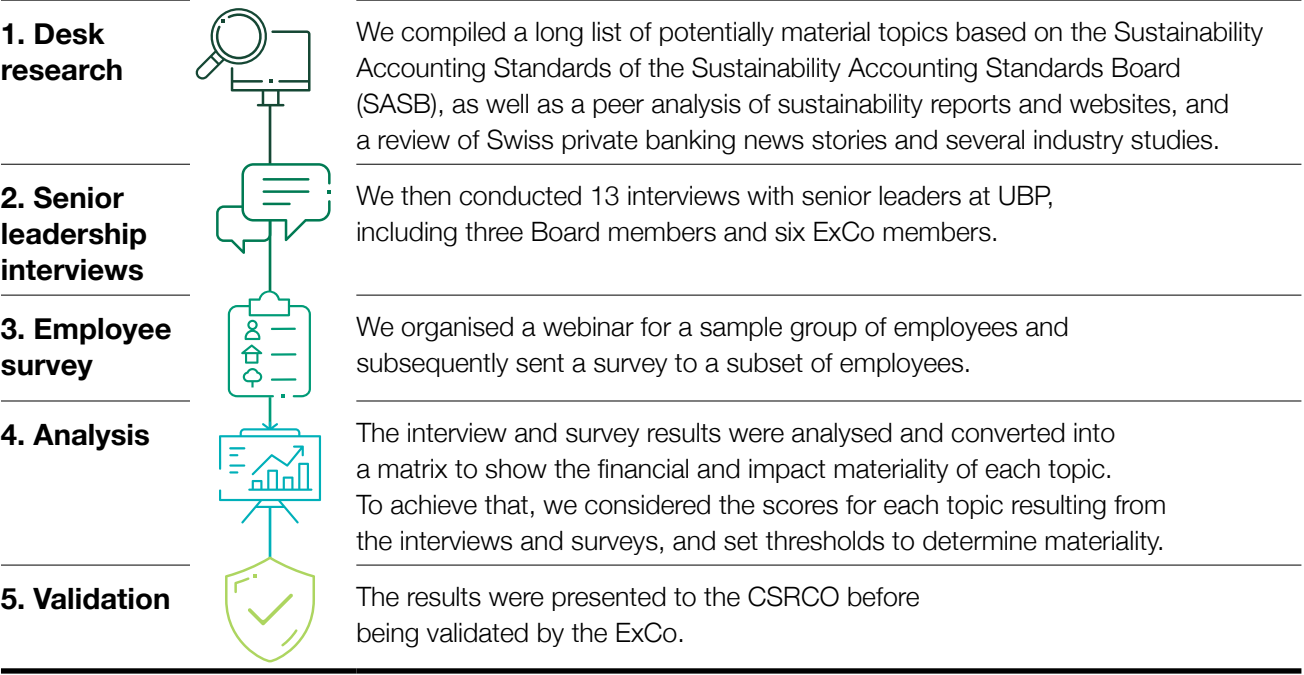 1. Desk
research
We compiled a long list of potentially material topics based on the Sustainability
Accounting Standards of the Sustainability Accounting Standards Board
(SASB), as well as a peer analysis of sustainability reports and websites, and
a review of Swiss private banking news stories and several industry studies.
2. Senior
leadership
interviews
We then conducted 13 interviews with senior leaders at UBP,
including three Board members and six ExCo members.
3. Employee
survey
We organised a webinar for a sample group of employees and
subsequently sent a survey to a subset of employees.
4. Analysis
The interview and survey results were analysed and converted into
a matrix to show the financial and impact materiality of each topic.
To achieve that, we considered the scores for each topic resulting from
the interviews and surveys, and set thresholds to determine materiality.
5. Validation
The results were presented to the CSRCO before
being validated by the ExCo.